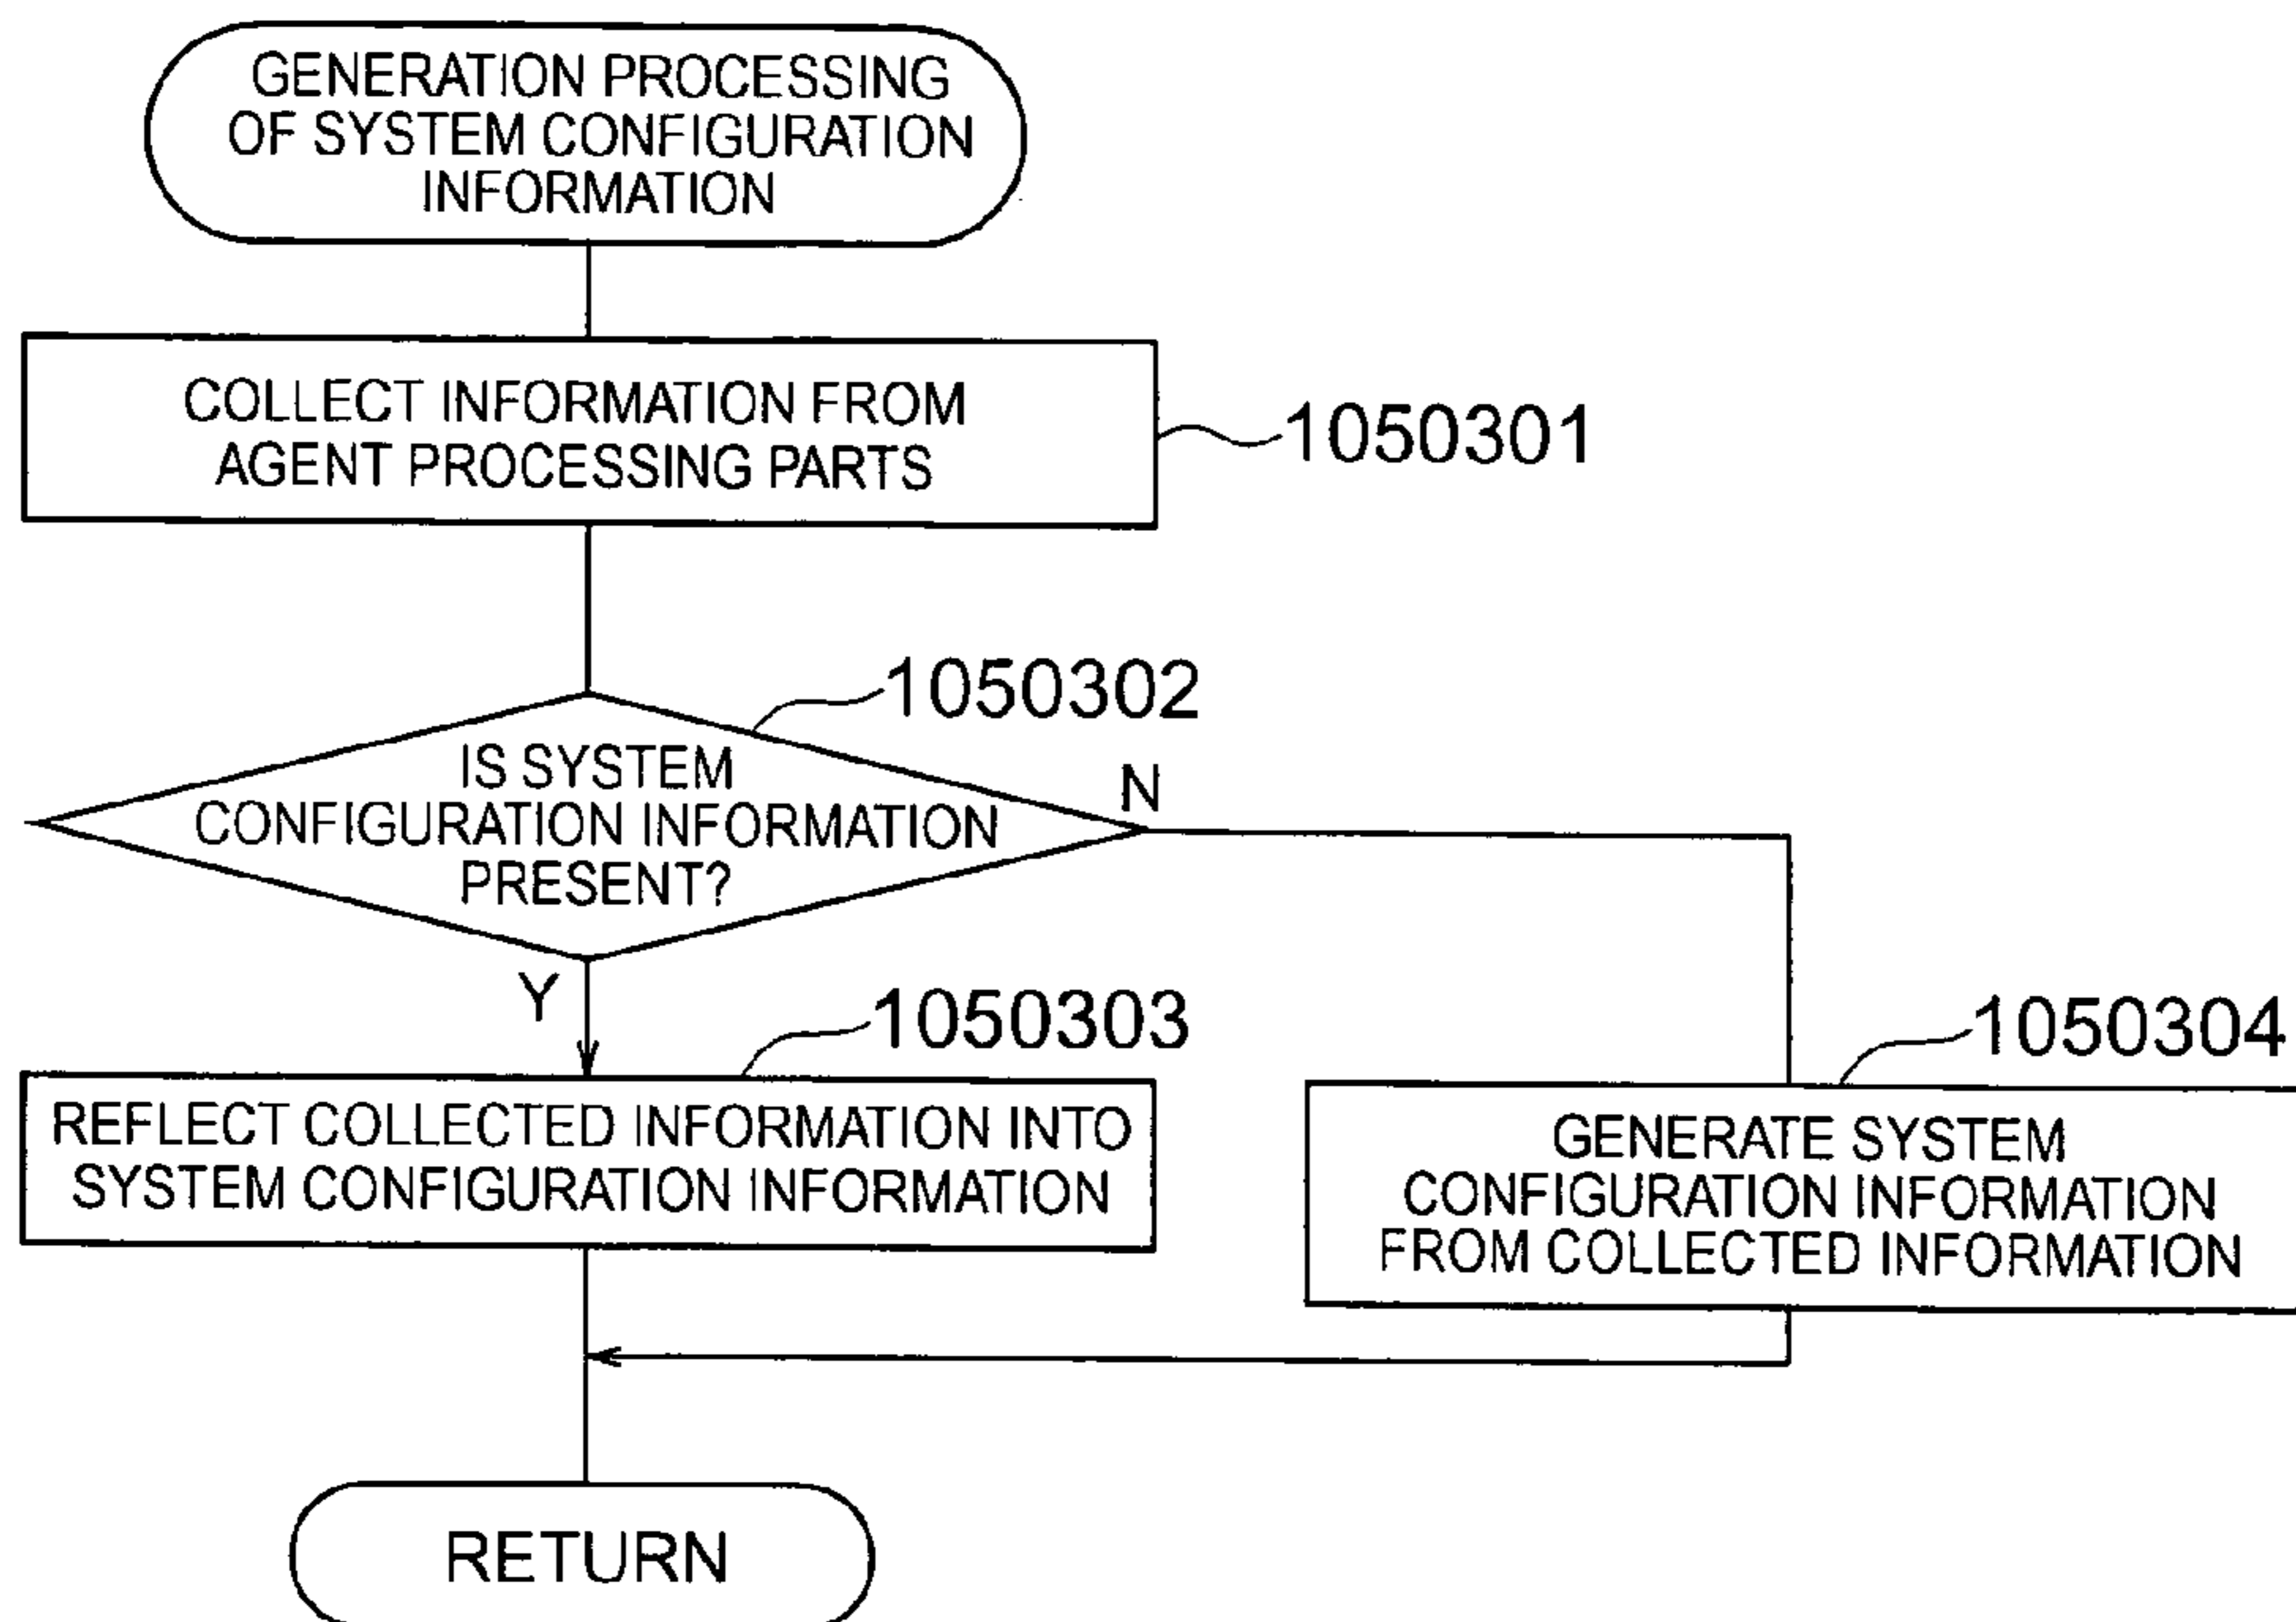 GENERATION PROCESSING
OF SYSTEM CONFIGURATION
INFORMATION
COLLECT INFORMATION FROM
AGENT PROCESSING PARTS
1050301
1050302
IS SYSTEM
CONFIGURATION INFORMATION
PRESENT?
N
Y
1050303
REFLECT COLLECTED INFORMATION INTO
SYSTEM CONFIGURATION INFORMATION
1050304
GENERATE SYSTEM
CONFIGURATION INFORMATION
FROM COLLECTED INFORMATION
RETURN